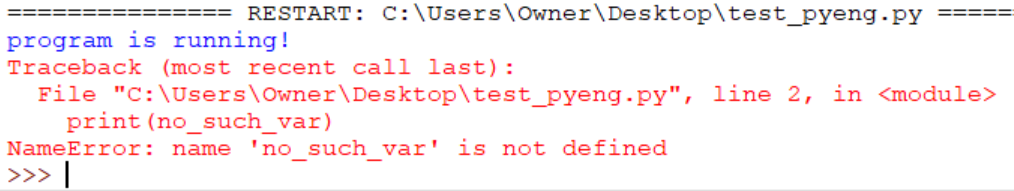 =============== RESTART: C:\Users\Owner\Desktop\test_pyeng.py ======
program is running!
Traceback (most recent call last):
  File "C:\Users\Owner\Desktop\test_pyeng.py", line 2, in <module>
    print(no_such_var)
NameError: name 'no_such_var' is not defined
>>>